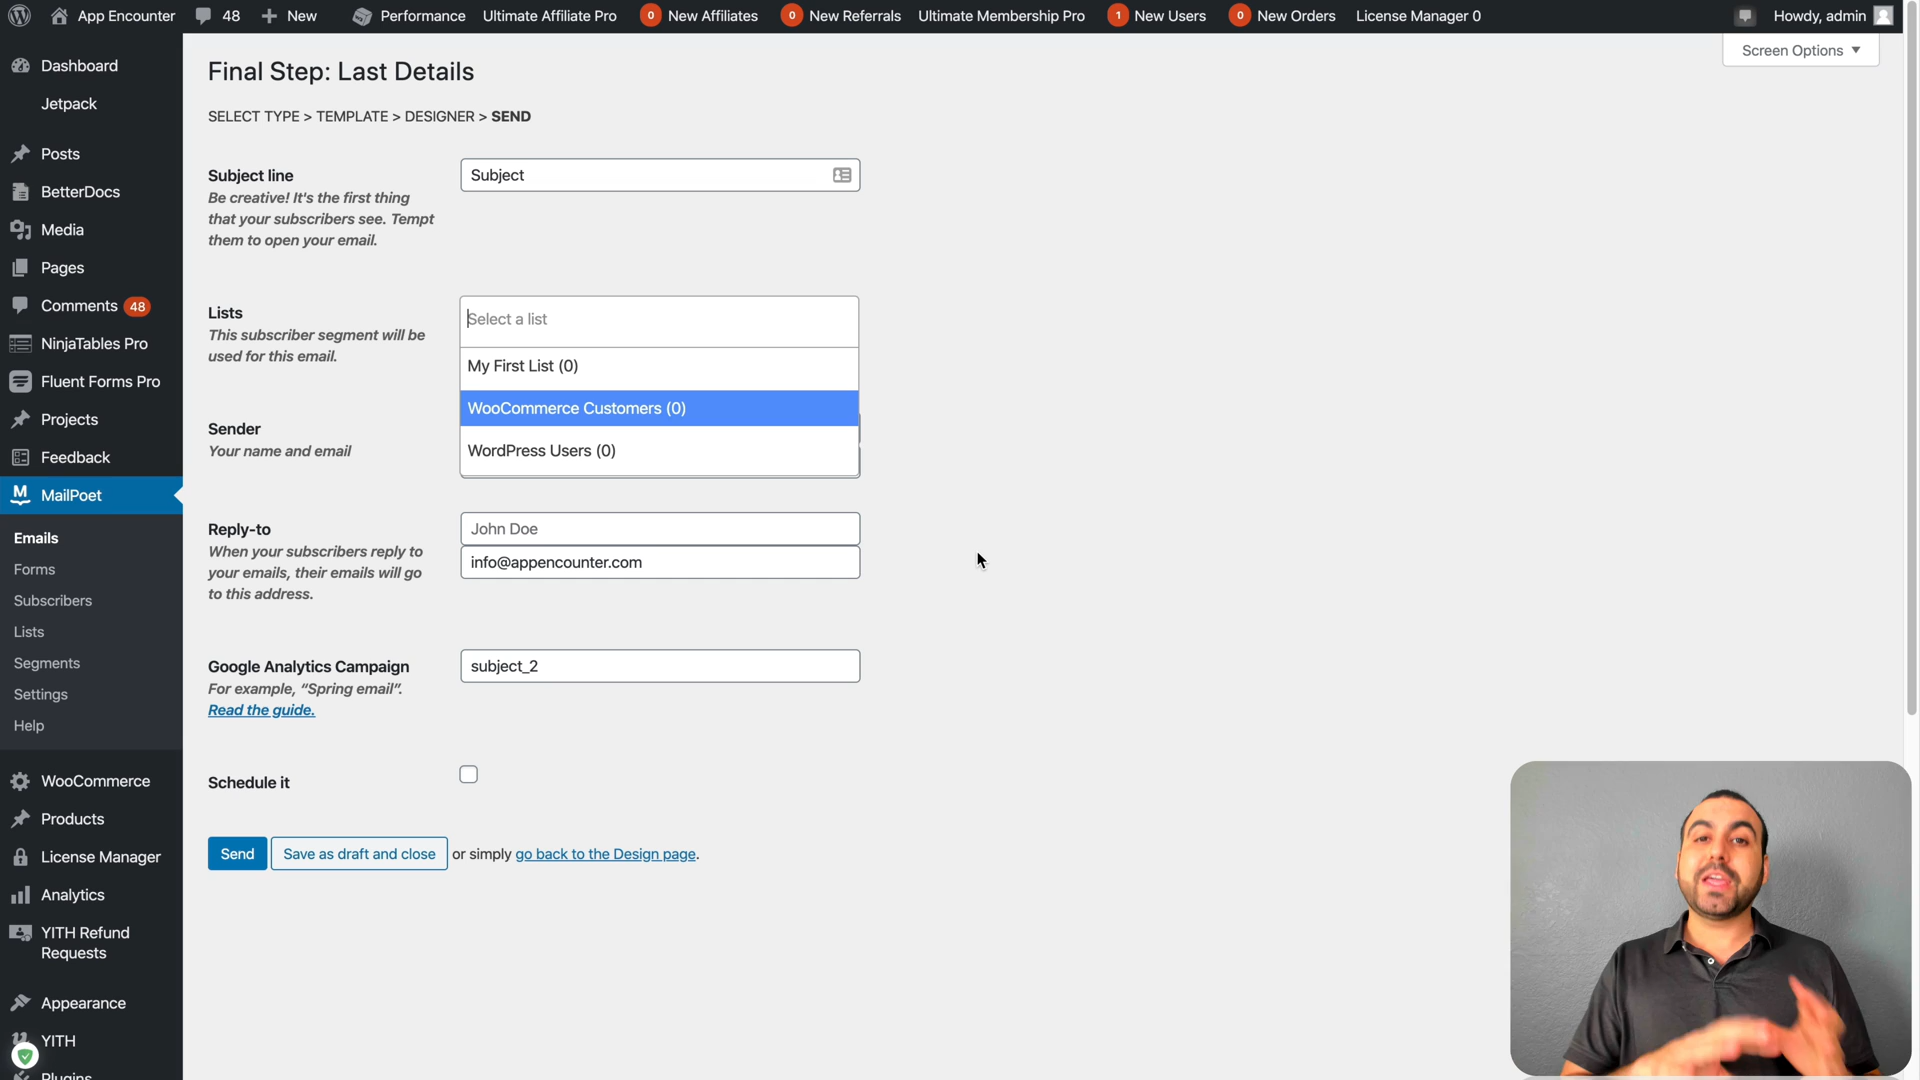 App Encounter 48 New Performance Ultimate Affiliate Pro 0 New Affiliates 0 New Referrals Ultimate Membership Pro 1 New Users 0 New Orders License Manager 0 Howdy, admin
Screen Options
Dashboard
Jetpack
Posts
BetterDocs
Media
Pages
Comments 48
NinjaTables Pro
Fluent Forms Pro
Projects
Feedback
MailPoet
Emails
Forms
Subscribers
Lists
Segments
Settings
Help
WooCommerce
Products
License Manager
Analytics
YITH Refund
Requests
Appearance
YITH
Plugins
Final Step: Last Details
SELECT TYPE > TEMPLATE > DESIGNER > SEND
Subject line
Be creative! It's the first thing
that your subscribers see. Tempt
them to open your email.
Subject
Lists
This subscriber segment will be
used for this email.
Select a list
My First List (0)
WooCommerce Customers (0)
WordPress Users (0)
Sender
Your name and email
Reply-to
When your subscribers reply to
your emails, their emails will go
to this address.
John Doe
info@appencounter.com
Google Analytics Campaign
For example, “Spring email”.
Read the guide.
subject_2
Schedule it
Send Save as draft and close or simply go back to the Design page.